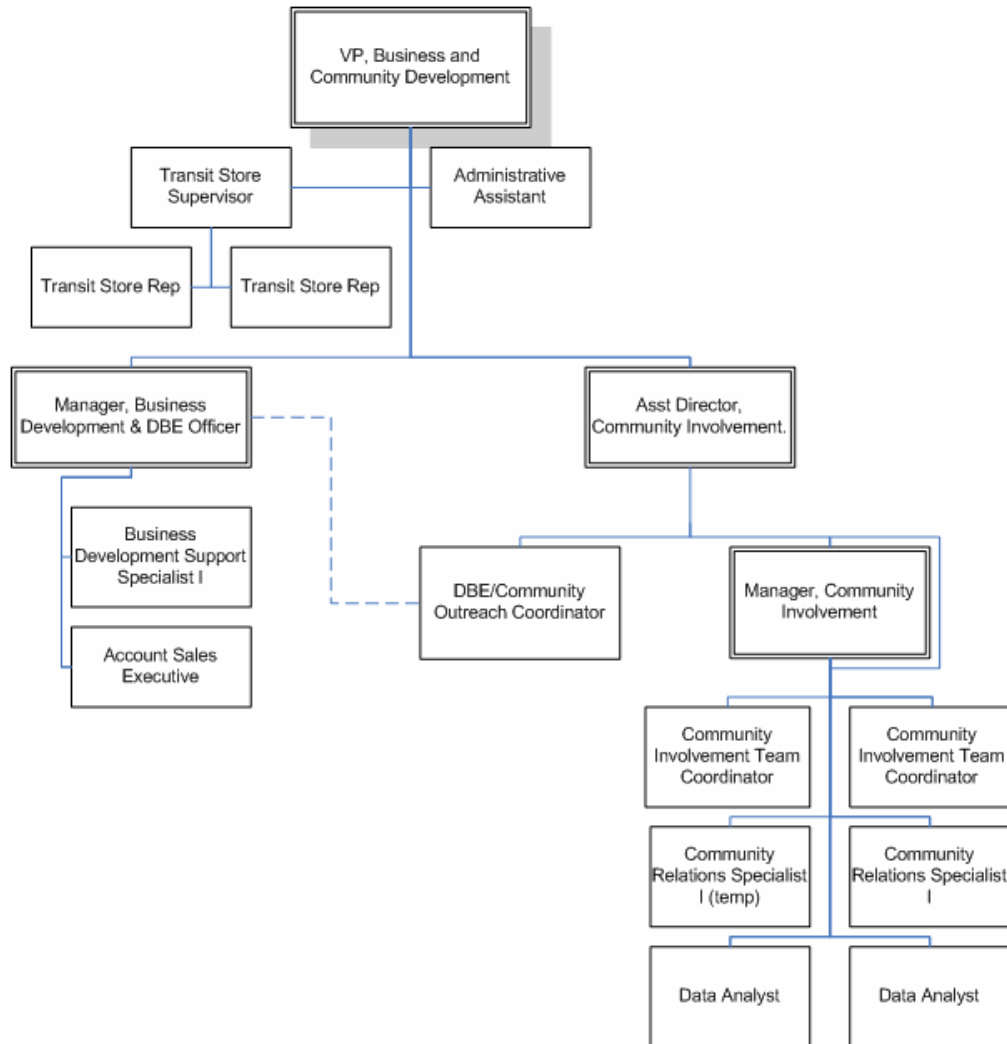 VP, Business and
Community Development
Transit Store
Supervisor
Administrative
Assistant
Transit Store Rep
Transit Store Rep
Manager, Business
Development & DBE Officer
Asst Director,
Community Involvement.
Business
Development Support
Specialist I
DBE/Community
Outreach Coordinator
Manager, Community
Involvement
Account Sales
Executive
Community
Involvement Team
Coordinator
Community
Involvement Team
Coordinator
Community
Relations Specialist
I (temp)
Community
Relations Specialist
I
Data Analyst
Data Analyst